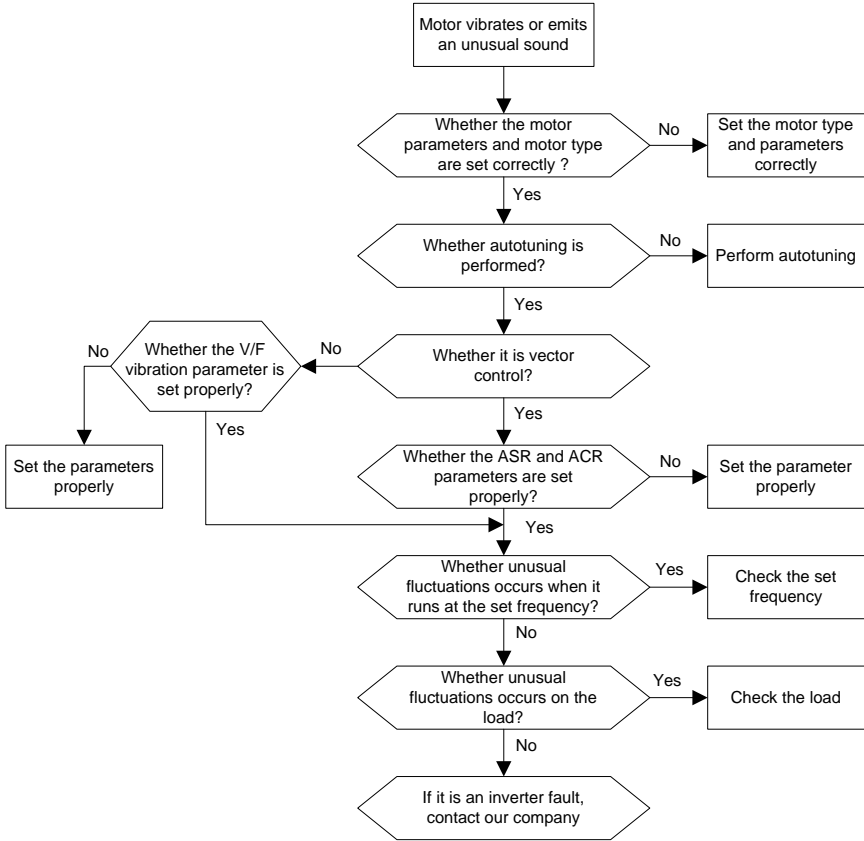 Motor vibrates or emits
an unusual sound
Whether the motor
parameters and motor type
are set correctly ?
No
Set the motor type
and parameters
correctly
Yes
Whether autotuning is
performed?
No
Perform autotuning
Yes
Whether it is vector
control?
No
Whether the V/F
vibration parameter is
set properly?
No
Set the parameters
properly
Yes
Yes
Whether the ASR and ACR
parameters are set
properly?
No
Set the parameter
properly
Yes
Whether unusual
fluctuations occurs when it
runs at the set frequency?
Yes
Check the set
frequency
No
Whether unusual
fluctuations occurs on the
load?
Yes
Check the load
No
If it is an inverter fault,
contact our company